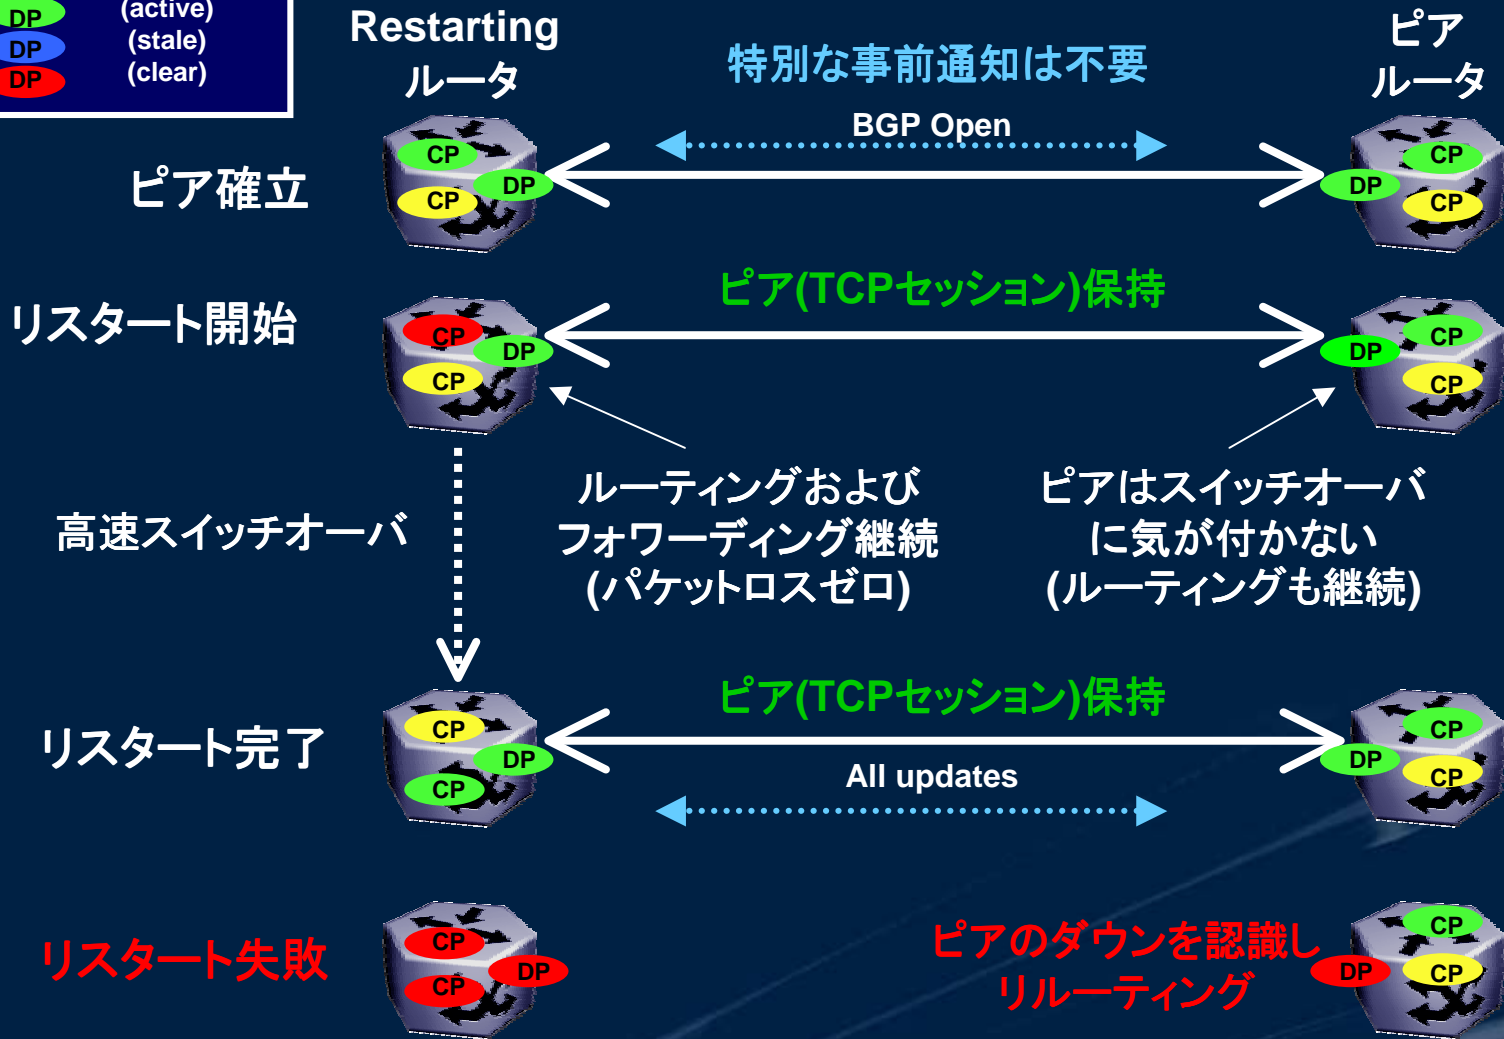 DP (active)
DP (stale)
DP (clear)
Restarting
ルータ
特別な事前通知は不要
ピア
ルータ
BGP Open
ピア確立
CP
DP
CP
CP
DP
CP
ピア(TCPセッション)保持
リスタート開始
CP
DP
CP
CP
DP
CP
高速スイッチオーバ
ルーティングおよび
フォワーディング継続
(パケットロスゼロ)
ピアはスイッチオーバ
に気が付かない
(ルーティングも継続)
ピア(TCPセッション)保持
リスタート完了
CP
DP
CP
All updates
CP
DP
CP
リスタート失敗
CP
DP
CP
ピアのダウンを認識し
リルーティング
CP
DP
CP